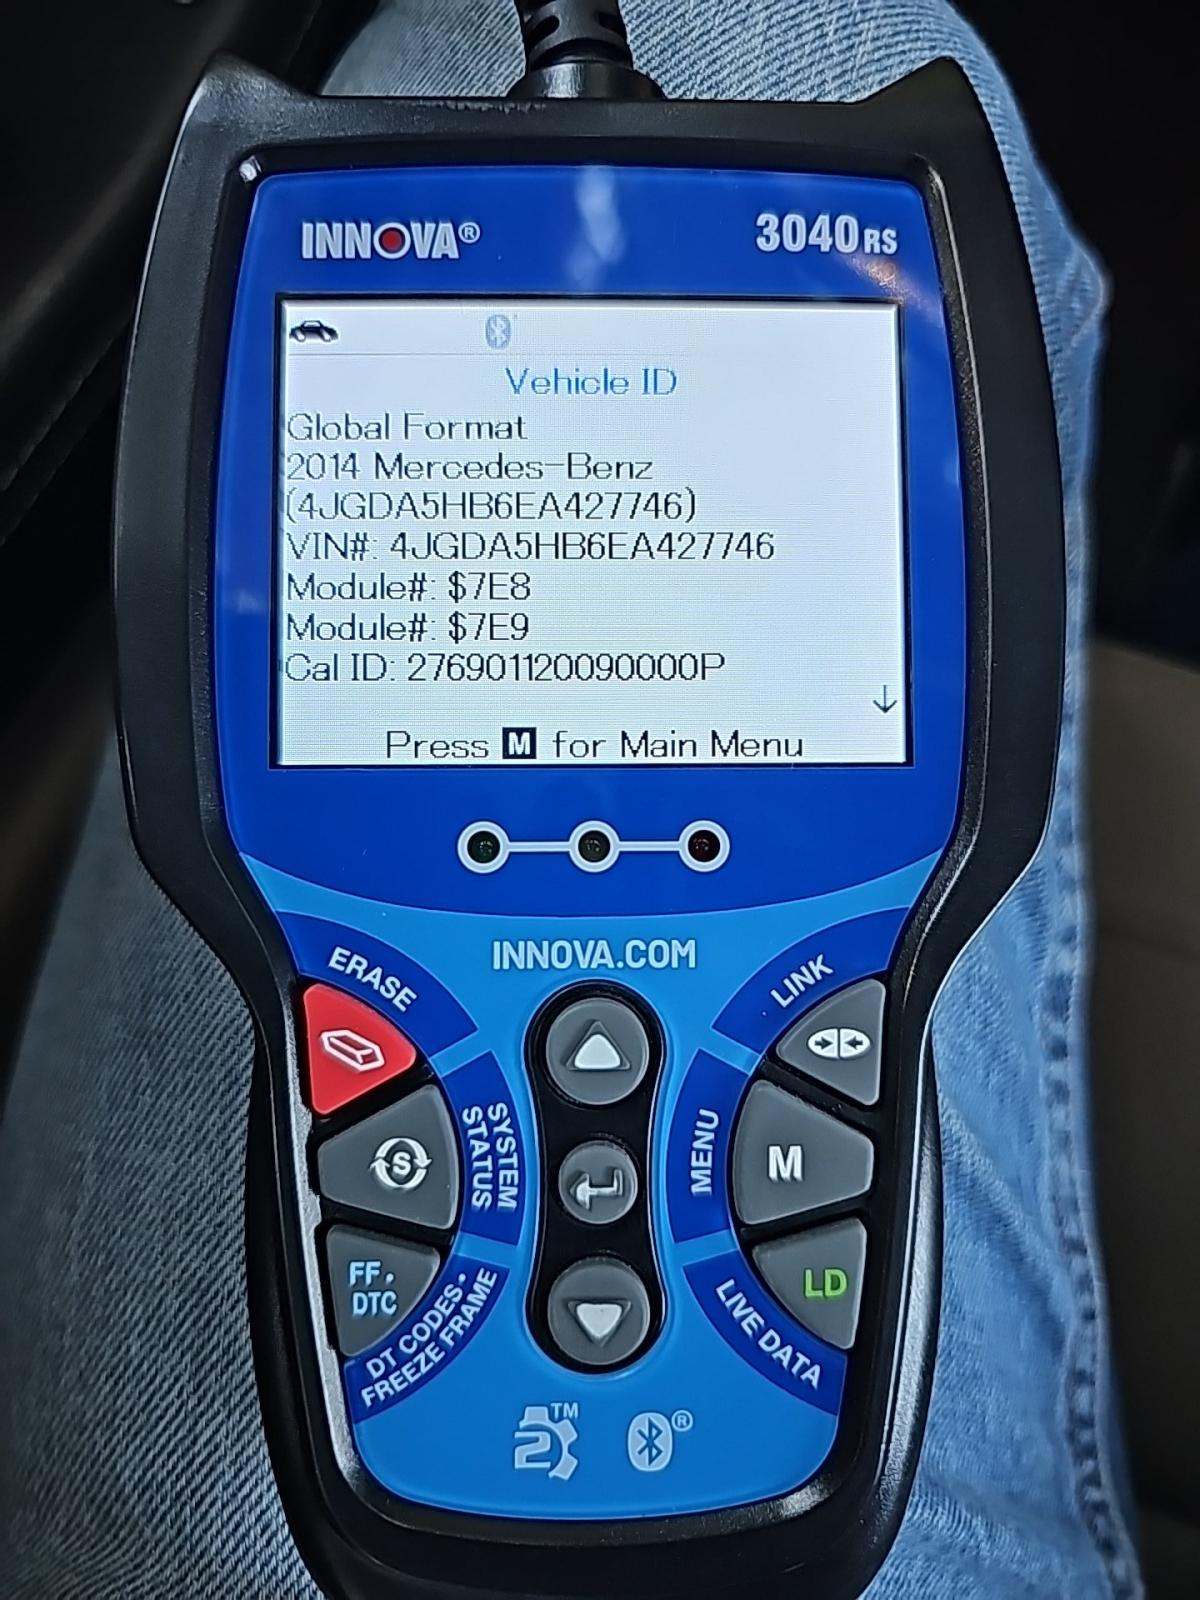 INNOVA® 3040RS
Vehicle ID
Global Format
2014 Mercedes-Benz
(4JGDA5HB6EA427746)
VIN#: 4JGDA5HB6EA427746
Module#: $7E8
Module#: $7E9
Cal ID: 276901120090000P
↓
Press M for Main Menu
INNOVA.COM
ERASE
LINK
S
SYSTEM
STATUS
MENU
M
FF.
DTC
DT CODES•
FREEZE FRAME
LD
LIVE DATA
2™
®